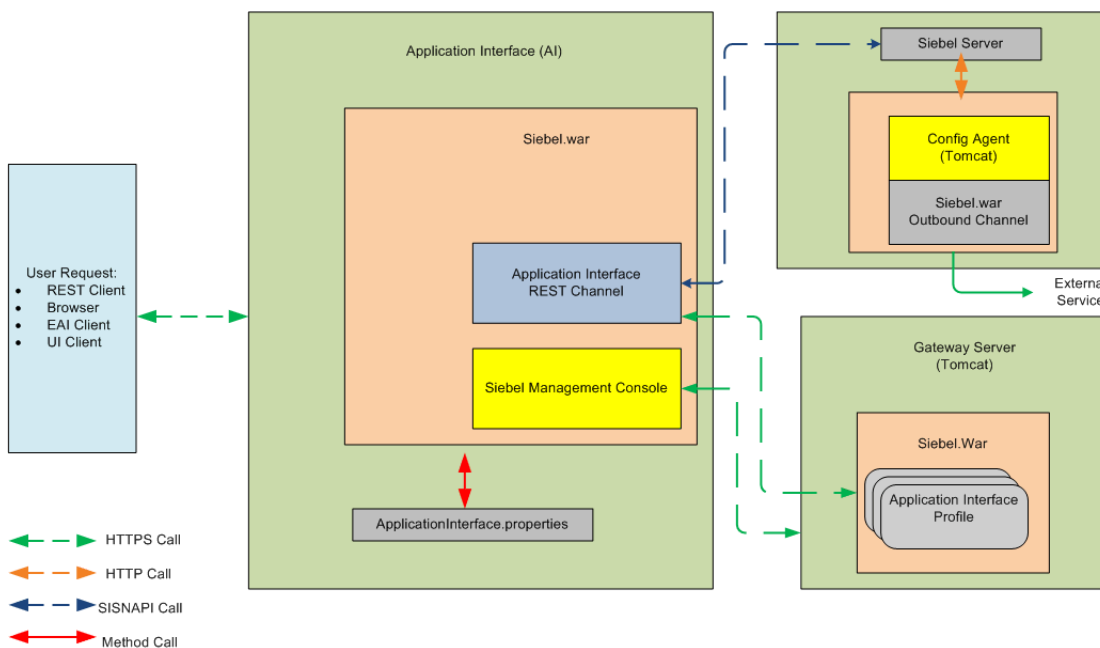 Application Interface (AI)
Siebel.war
Application Interface
REST Channel
Siebel Management Console
ApplicationInterface.properties
User Request:
• REST Client
• Browser
• EAI Client
• UI Client
HTTPS Call
HTTP Call
SISNAPI Call
Method Call
Siebel Server
Config Agent
(Tomcat)
Siebel.war
Outbound Channel
Externa
Service
Gateway Server
(Tomcat)
Siebel.War
Application Interface
Profile